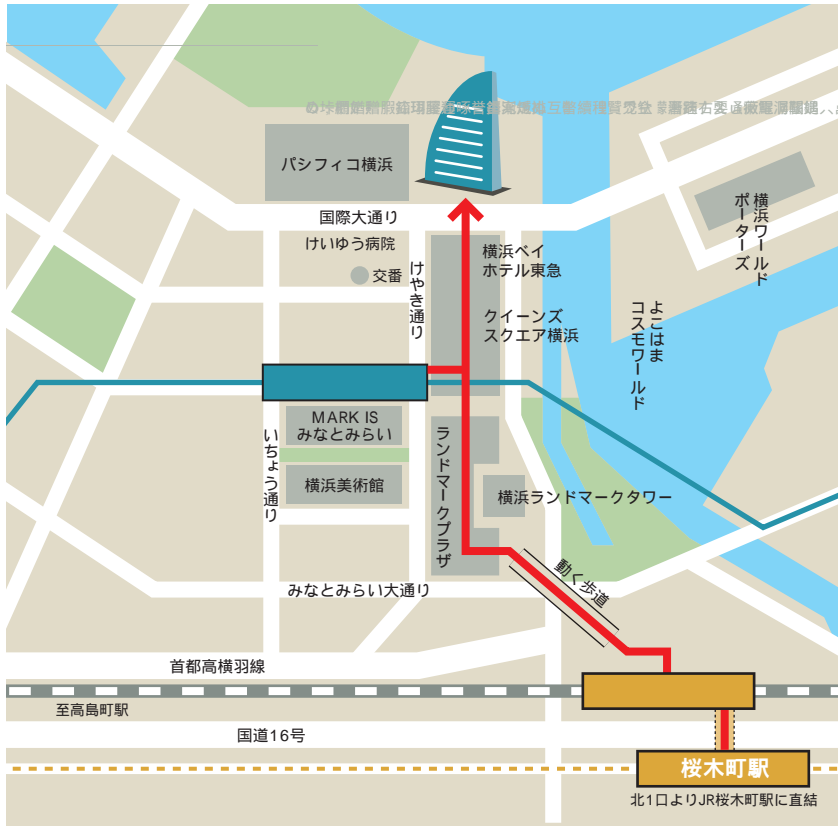 パシフィコ横浜
国際大通り
けいゆう病院
交番
けやき通り
横浜ベイ
ホテル東急
クイーンズ
スクエア横浜
横浜ワールド
ポーターズ
よこはま
コスモワールド
MARK IS
みなとみらい
いちょう通り
横浜美術館
ランドマークプラザ
横浜ランドマークタワー
動く歩道
みなとみらい大通り
首都高横羽線
至高島町駅
国道16号
桜木町駅
北1口よりJR桜木町駅に直結